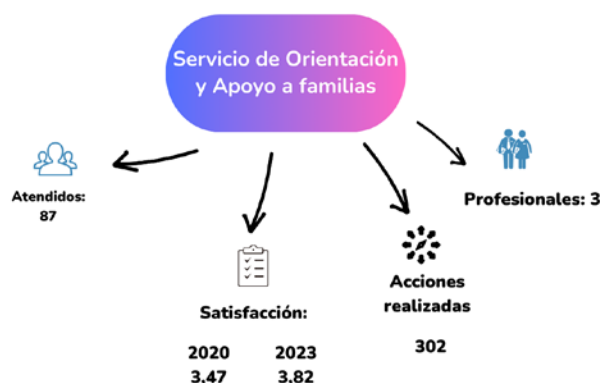 Servicio de Orientación
y Apoyo a familias
Atendidos:
87
Satisfacción:
2020 2023
3,47 3,82
Acciones
realizadas
302
Profesionales: 3